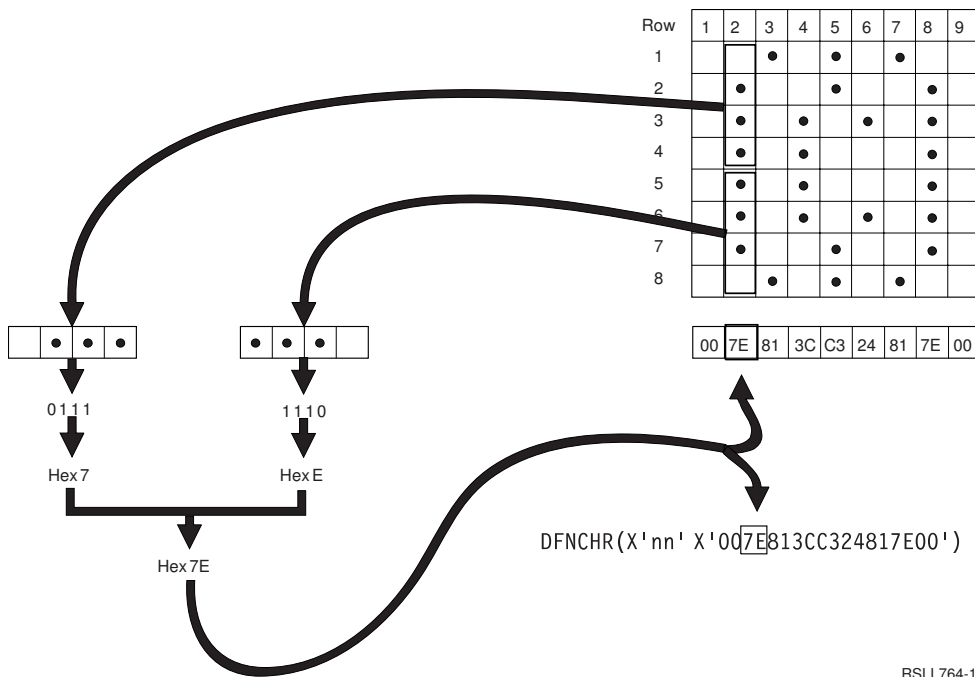 Row 1 2 3 4 5 6 7 8 9
1
2
3
4
5
6
7
8
00 7E 81 3C C3 24 81 7E 00
0111 1110
Hex 7 Hex E
DFNCHR(X'nn' X'007E813CC324817E00')
Hex 7E
RSLL764-1